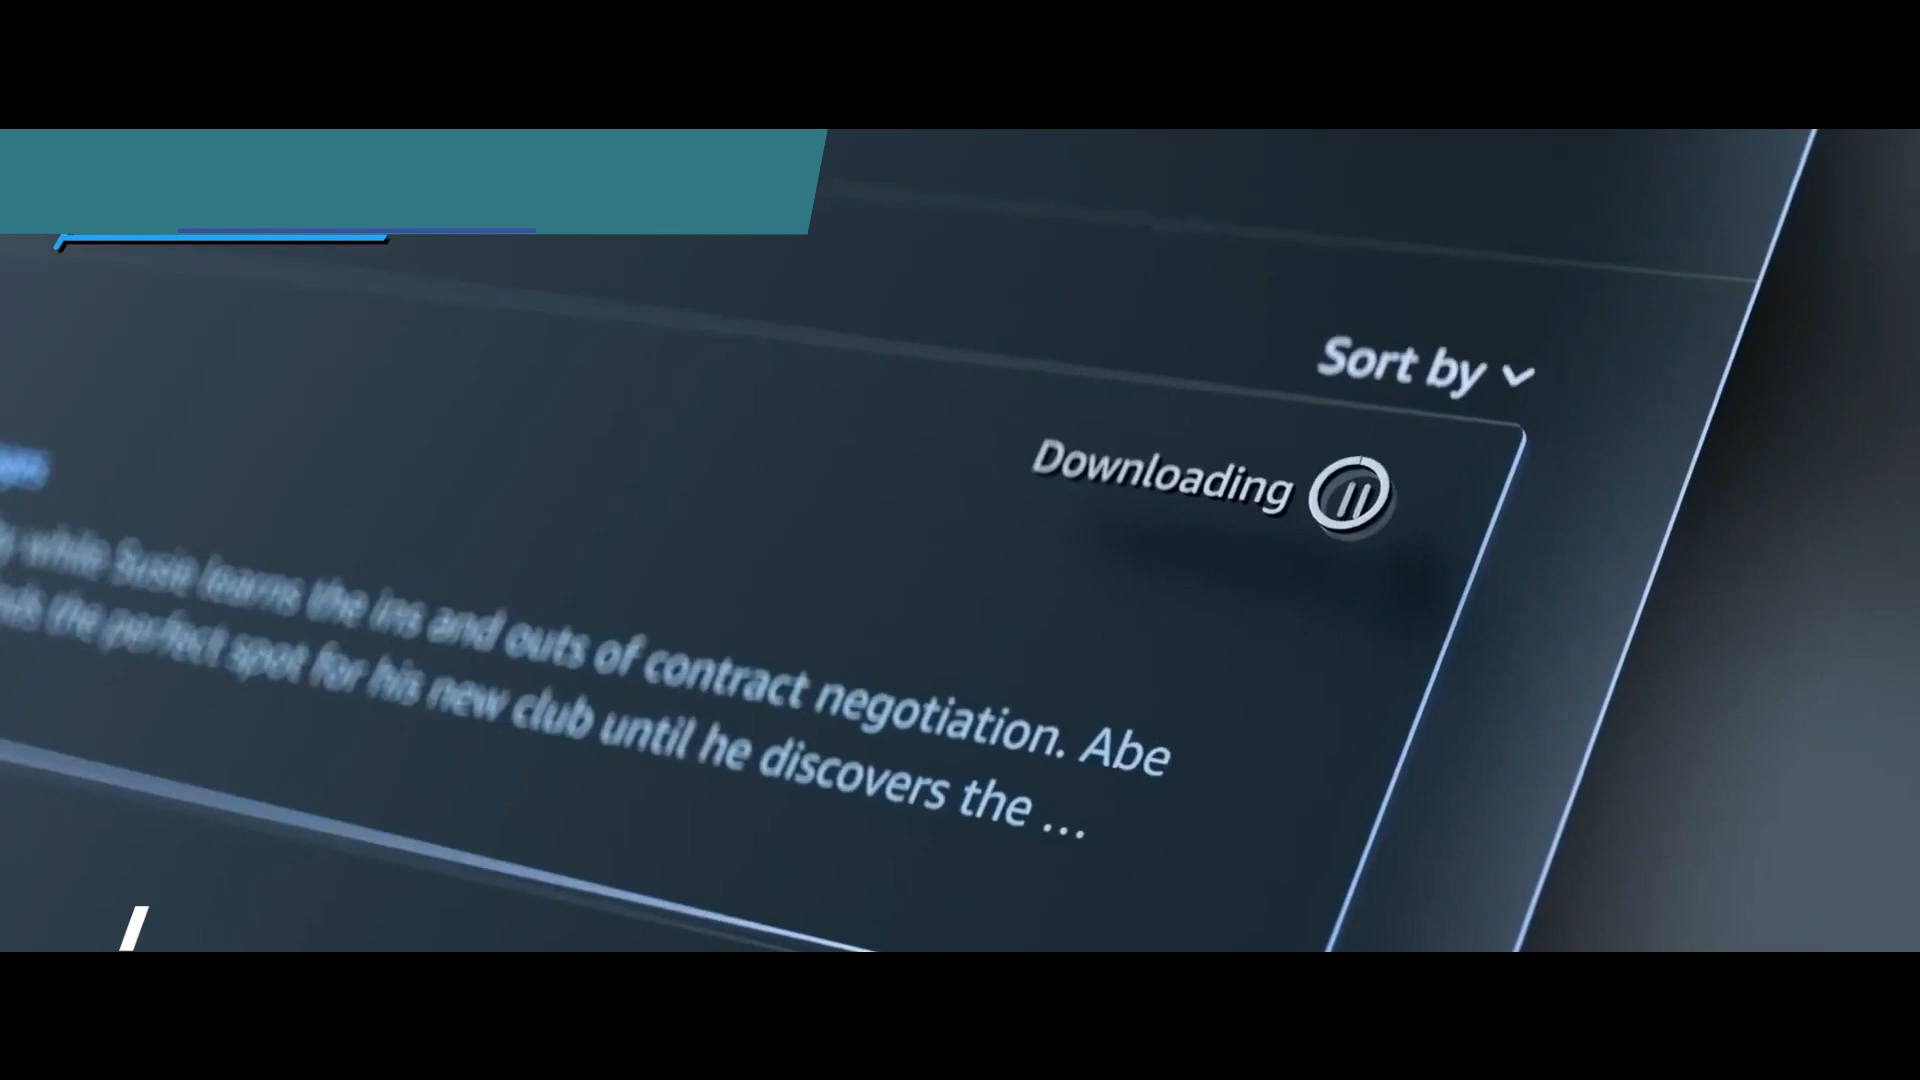 Sort by
Downloading
while Susie learns the ins and outs of contract negotiation. Abe
the perfect spot for his new club until he discovers the ...